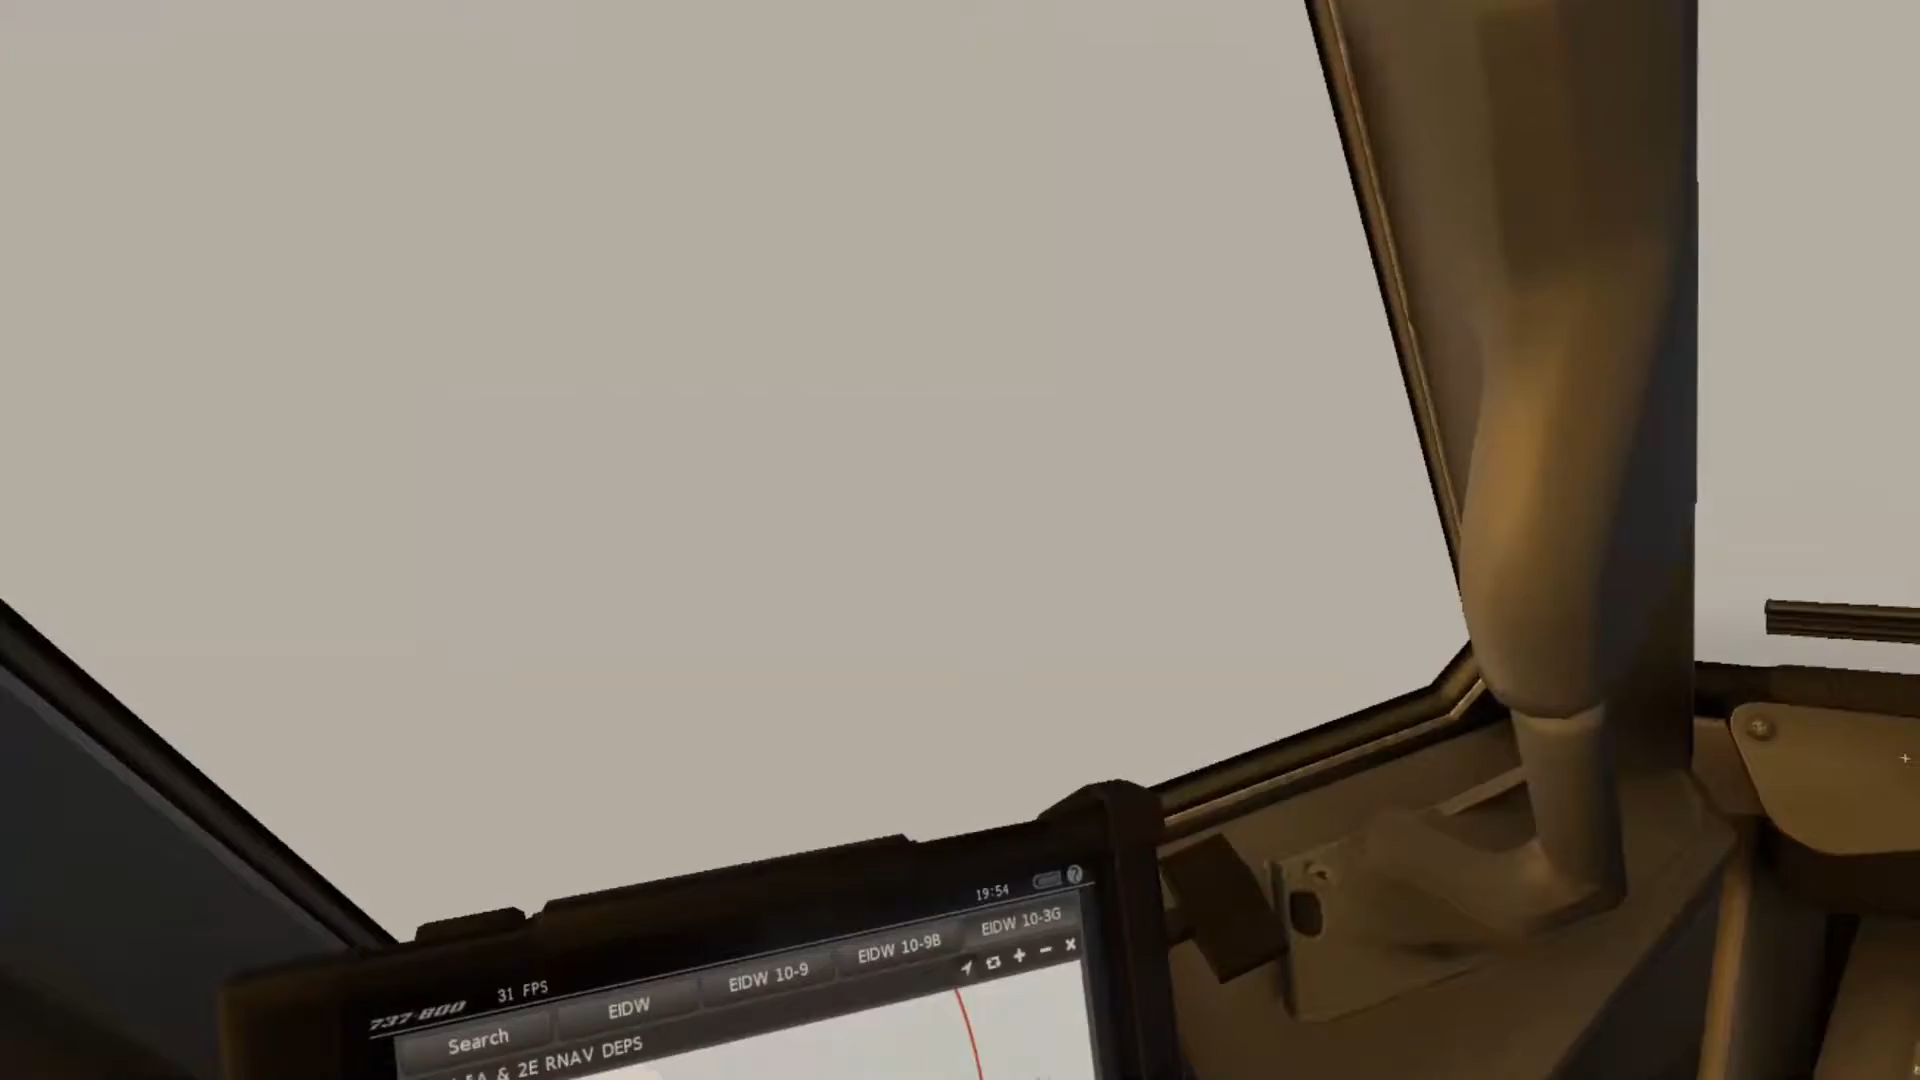 19:54
737-800 31 FPS
Search EIDW EIDW 10-9 EIDW 10-9B EIDW 10-3G
5A & 2E RNAV DEPS